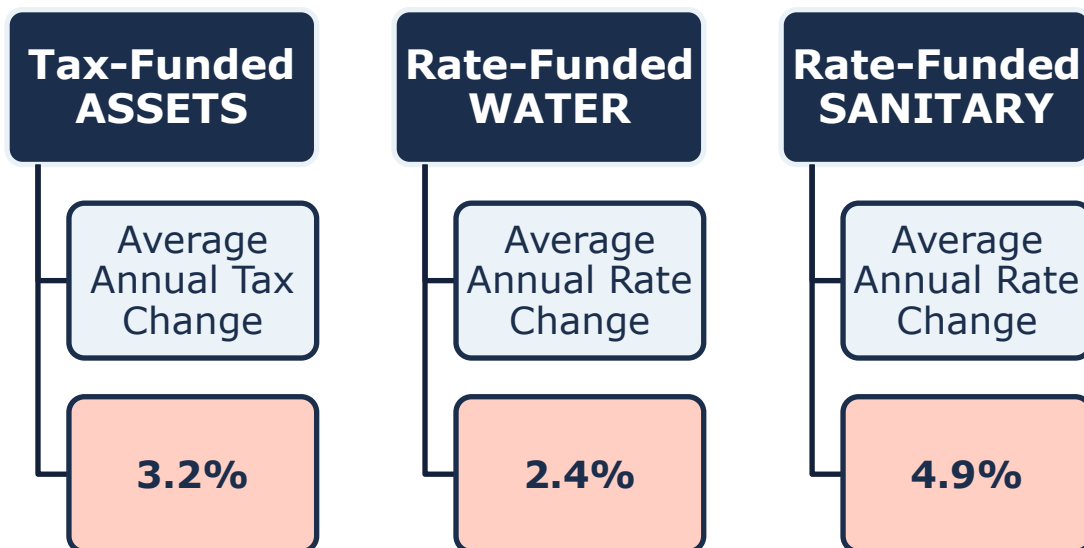 Tax-Funded
ASSETS
Average
Annual Tax
Change
3.2%
Rate-Funded
WATER
Average
Annual Rate
Change
2.4%
Rate-Funded
SANITARY
Average
Annual Rate
Change
4.9%